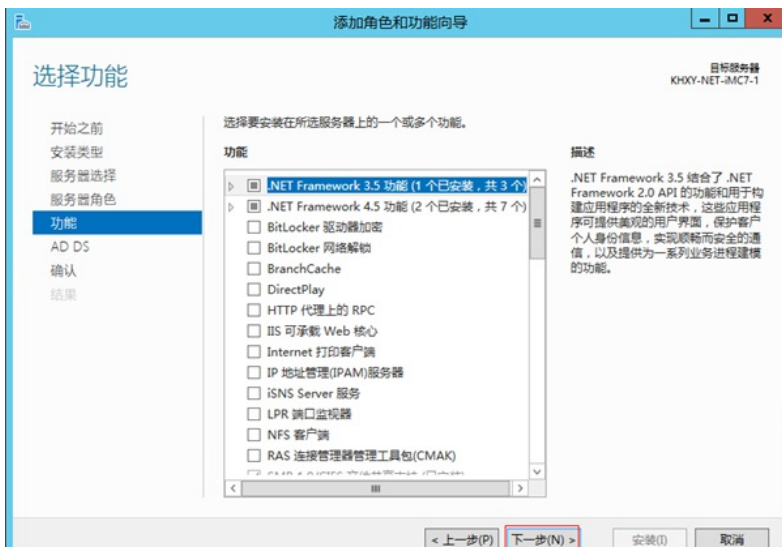 添加角色和功能向导
选择功能
目标服务器
KHXY-NET-iMC7-1
开始之前
安装类型
服务器选择
服务器角色
功能
AD DS
确认
结果
选择要安装在所选服务器上的一个或多个功能。
功能
.NET Framework 3.5 功能 (1 个已安装，共 3 个)
.NET Framework 4.5 功能 (2 个已安装，共 7 个)
BitLocker 驱动器加密
BitLocker 网络解锁
BranchCache
DirectPlay
HTTP 代理上的 RPC
IIS 可承载 Web 核心
Internet 打印客户端
IP 地址管理(IPAM)服务器
iSNS Server 服务
LPR 端口监视器
NFS 客户端
RAS 连接管理器管理工具包(CMAK)
描述
.NET Framework 3.5 结合了 .NET
Framework 2.0 API 的功能和用于构
建应用程序的全新技术，这些应用程
序可提供美观的用户界面，保护客户
个人身份信息，实现顺畅而安全的通
信，以及提供为一系列业务进程建模
的功能。
< 上一步(P)
下一步(N) >
安装(I)
取消